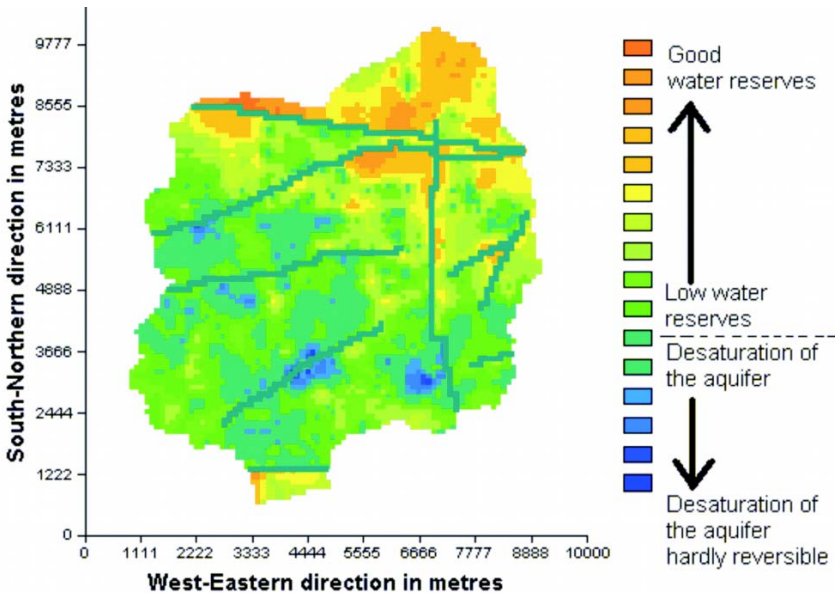 9777
8555
7333
6111
4888
3666
2444
1222
0
South-Northern direction in metres
0 1111 2222 3333 4444 5555 6666 7777 8888 10000
West-Eastern direction in metres
Good
water reserves
Low water
reserves
Desaturation of
the aquifer
Desaturation of
the aquifer
hardly reversible